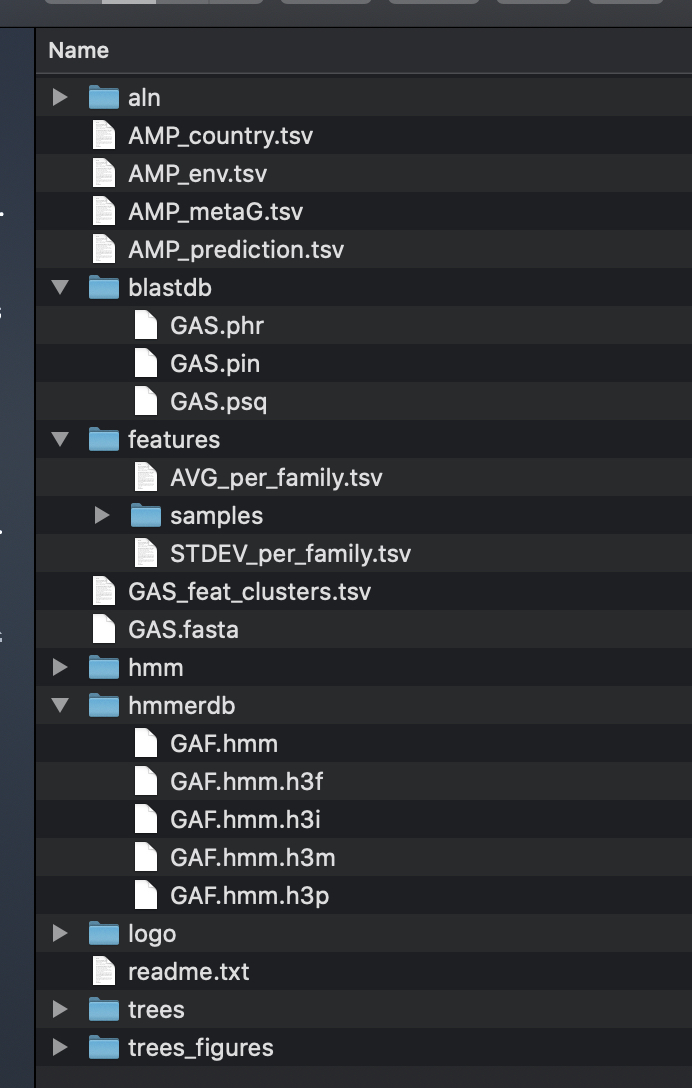 Name
aln
AMP_country.tsv
AMP_env.tsv
AMP_metaG.tsv
AMP_prediction.tsv
blastdb
GAS.phr
GAS.pin
GAS.psq
features
AVG_per_family.tsv
samples
STDEV_per_family.tsv
GAS_feat_clusters.tsv
GAS.fasta
hmm
hmmerdb
GAF.hmm
GAF.hmm.h3f
GAF.hmm.h3i
GAF.hmm.h3m
GAF.hmm.h3p
logo
readme.txt
trees
trees_figures